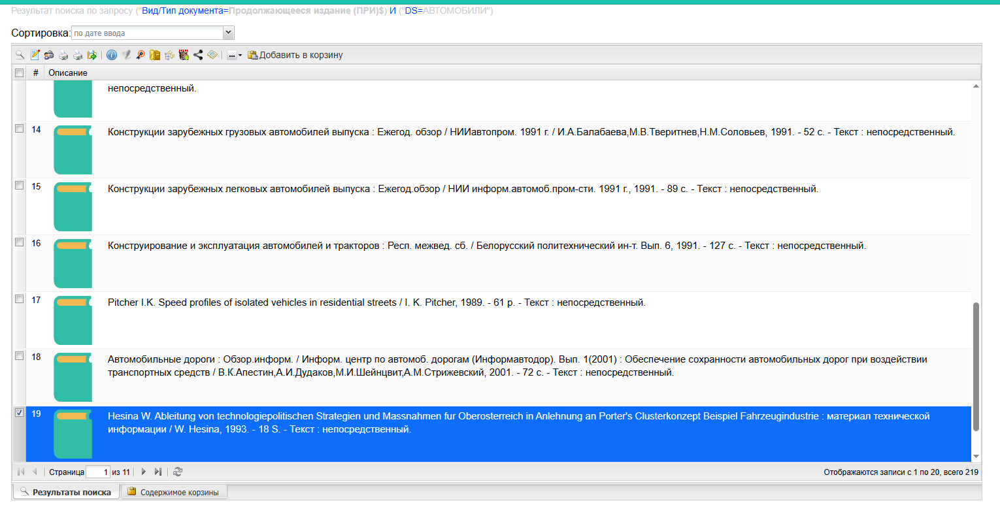 Результат поиска по запросу ("Вид/Тип документа=Продолжающееся издание (ПРИ)$) И ("DS=АВТОМОБИЛИ")
Сортировка: по дате ввода
... Добавить в корзину
# Описание
непосредственный.
14 Конструкции зарубежных грузовых автомобилей выпуска : Ежегод. обзор / НИИавтопром. 1991 г. / И.А.Балабаева,М.В.Тверитнев,Н.М.Соловьев, 1991. - 52 с. - Текст : непосредственный.
15 Конструкции зарубежных легковых автомобилей выпуска : Ежегод.обзор / НИИ информ.автомоб.пром-сти. 1991 г., 1991. - 89 с. - Текст : непосредственный.
16 Конструирование и эксплуатация автомобилей и тракторов : Респ. межвед. сб. / Белорусский политехнический ин-т. Вып. 6, 1991. - 127 с. - Текст : непосредственный.
17 Pitcher I.K. Speed profiles of isolated vehicles in residential streets / I. K. Pitcher, 1989. - 61 p. - Текст : непосредственный.
18 Автомобильные дороги : Обзор.информ. / Информ. центр по автомоб. дорогам (Информавтодор). Вып. 1(2001) : Обеспечение сохранности автомобильных дорог при воздействии
транспортных средств / В.К.Апестин,А.И.Дудаков,М.И.Шейнцвит,А.М.Стрижевский, 2001. - 72 с. - Текст : непосредственный.
19 Hesina W. Ableitung von technologiepolitischen Strategien und Massnahmen fur Oberosterreich in Anlehnung an Porter's Clusterkonzept Beispiel Fahrzeugindustrie : материал технической
информации / W. Hesina, 1993. - 18 S. - Текст : непосредственный.
Страница 1 из 11 Отображаются записи с 1 по 20, всего 219
Результаты поиска Содержимое корзины